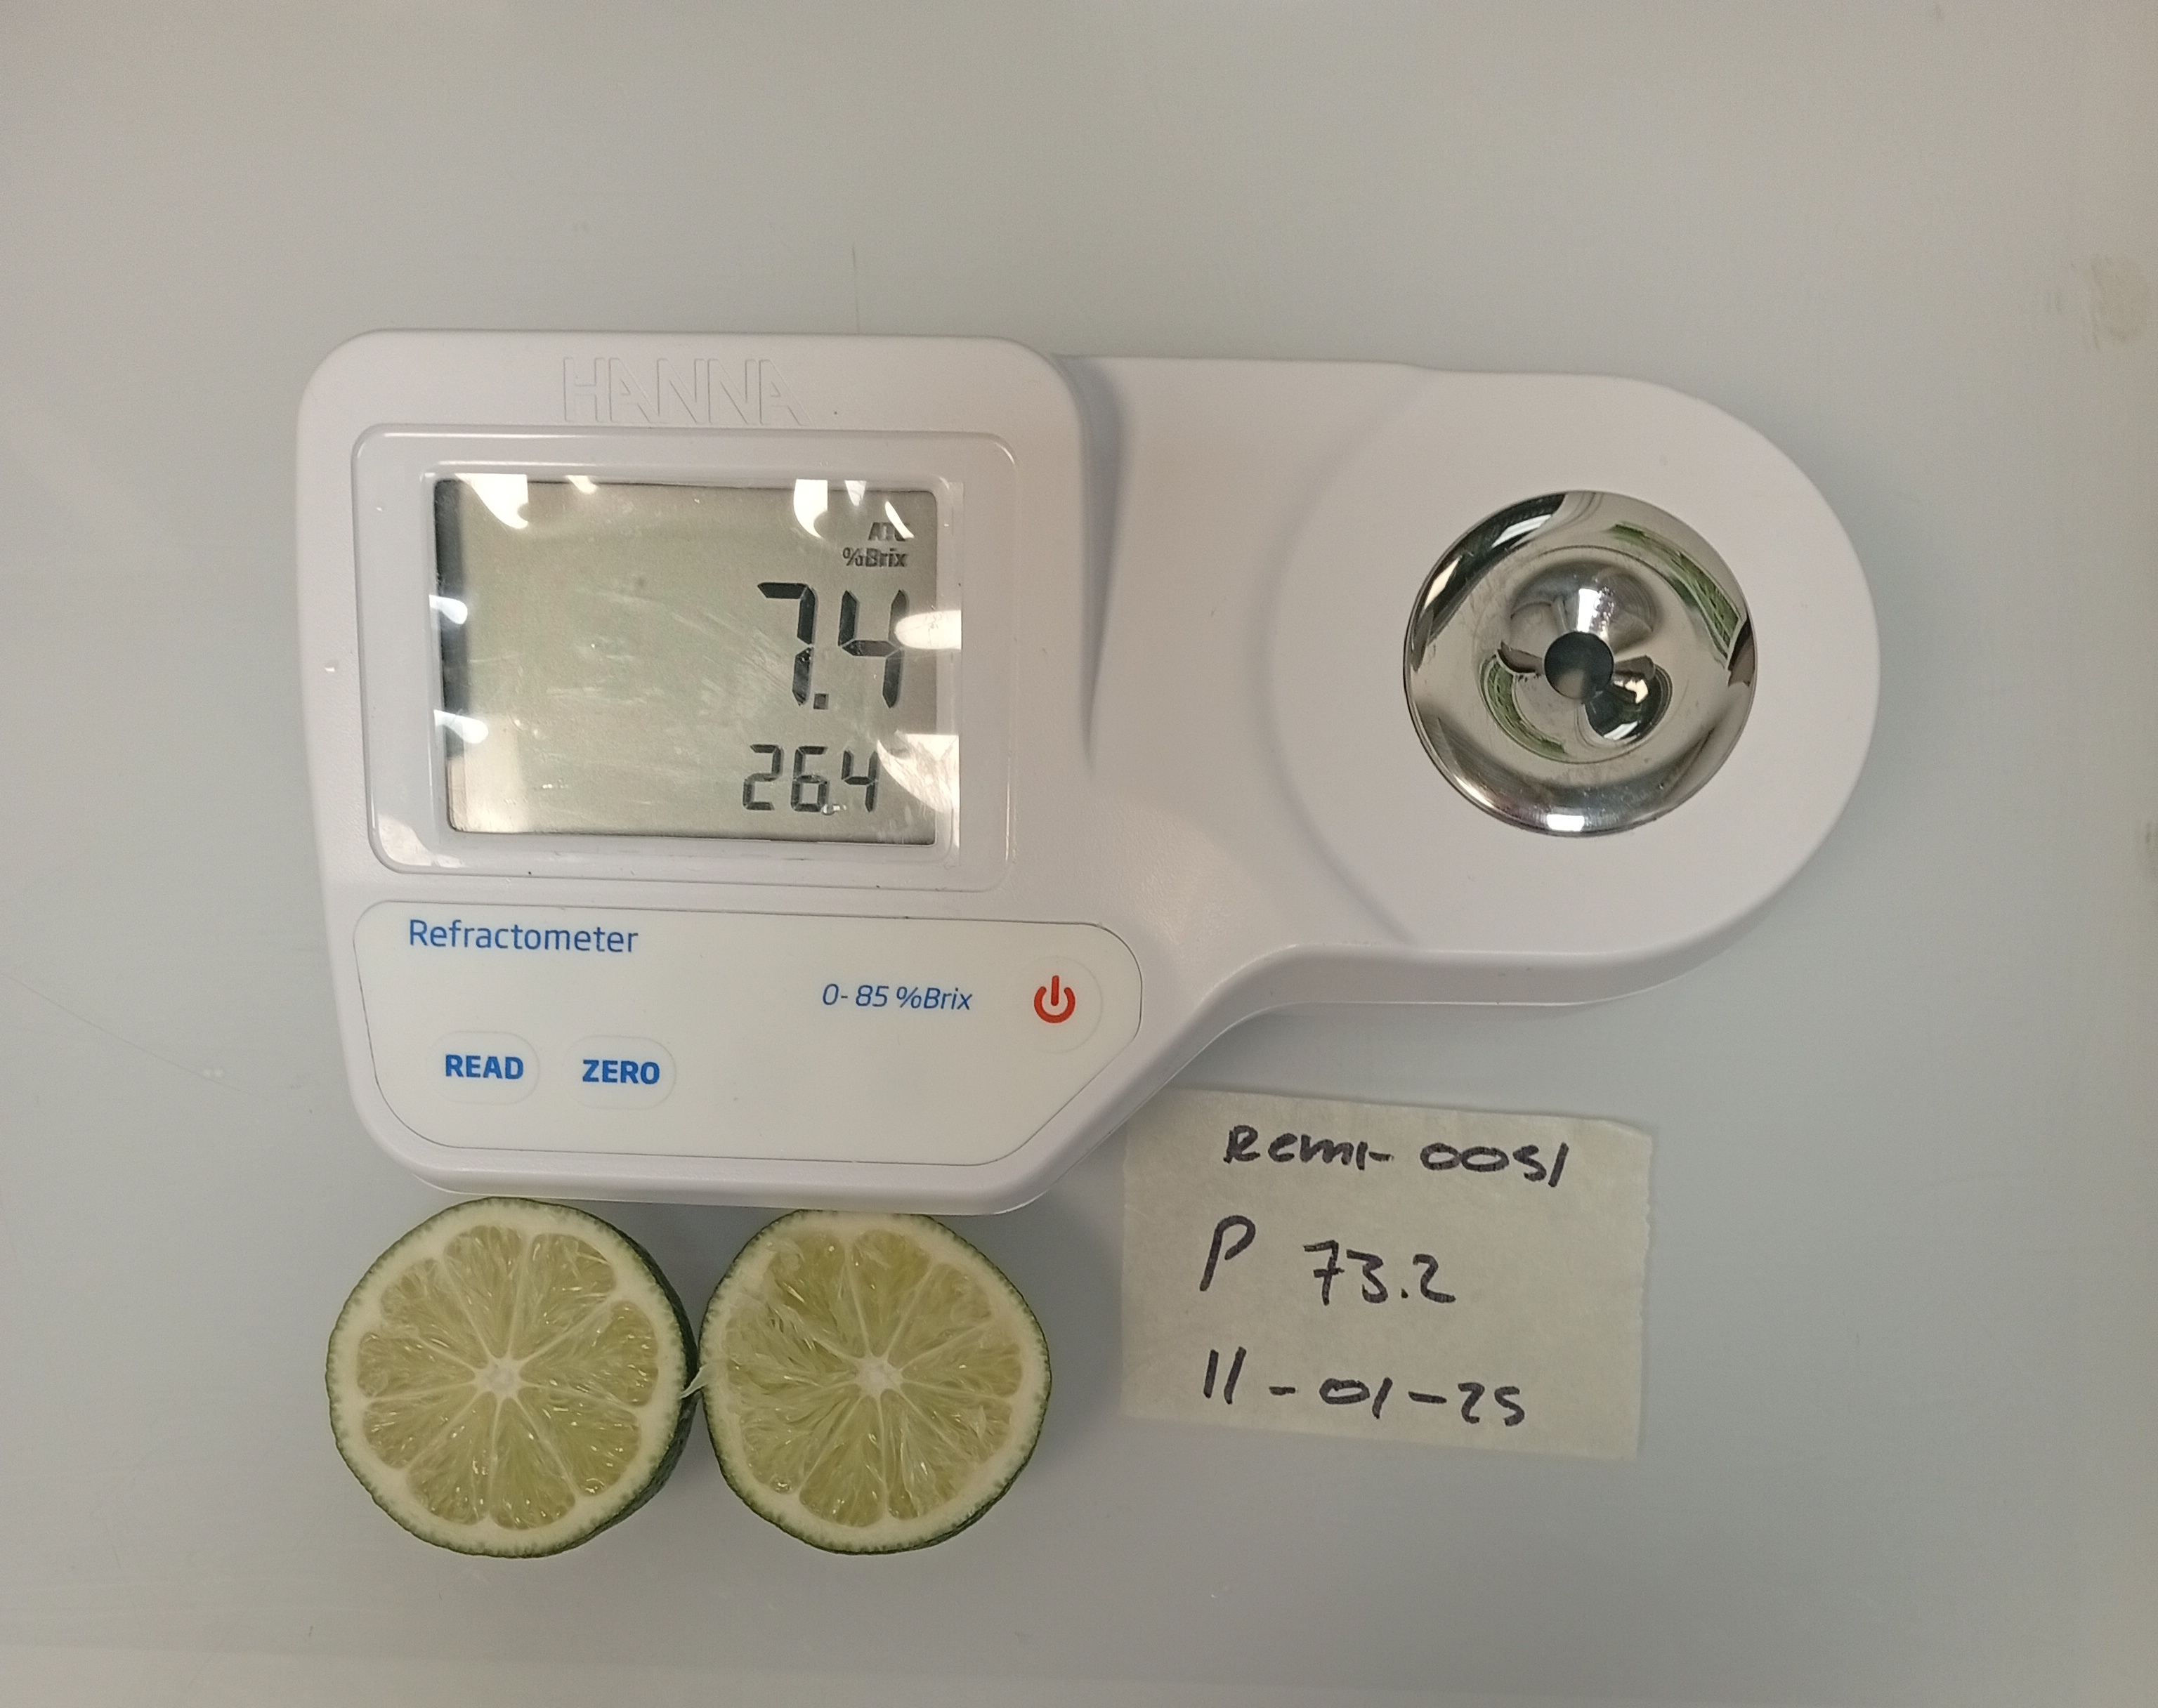 HANNA
ATC
%Brix
7.4
26.4
Refractometer
0-85 %Brix
READ ZERO
REMI-0051
P 73.2
11-01-25